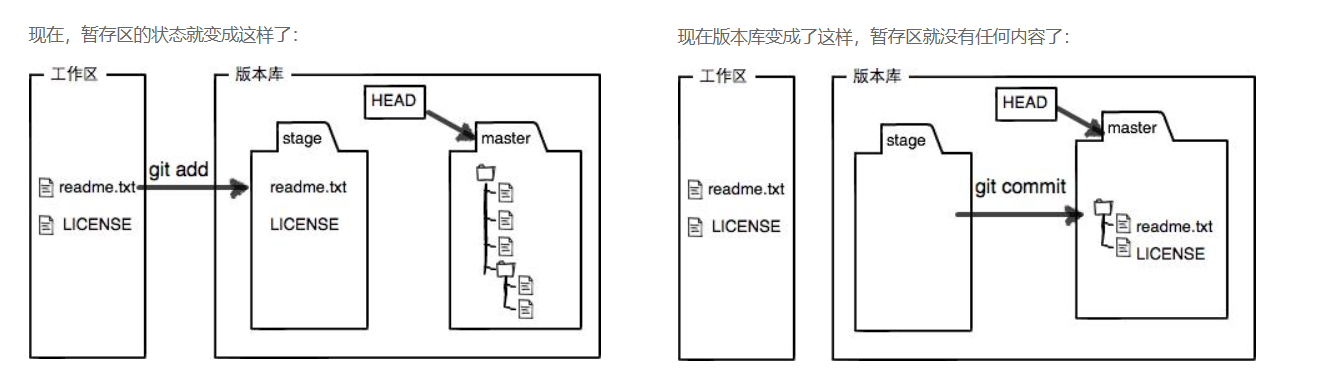 现在，暂存区的状态就变成这样了：
工作区
版本库
HEAD
stage
master
git add
readme.txt
readme.txt
LICENSE
LICENSE
现在版本库变成了这样，暂存区就没有任何内容了：
工作区
版本库
HEAD
stage
master
git commit
readme.txt
LICENSE
readme.txt
LICENSE